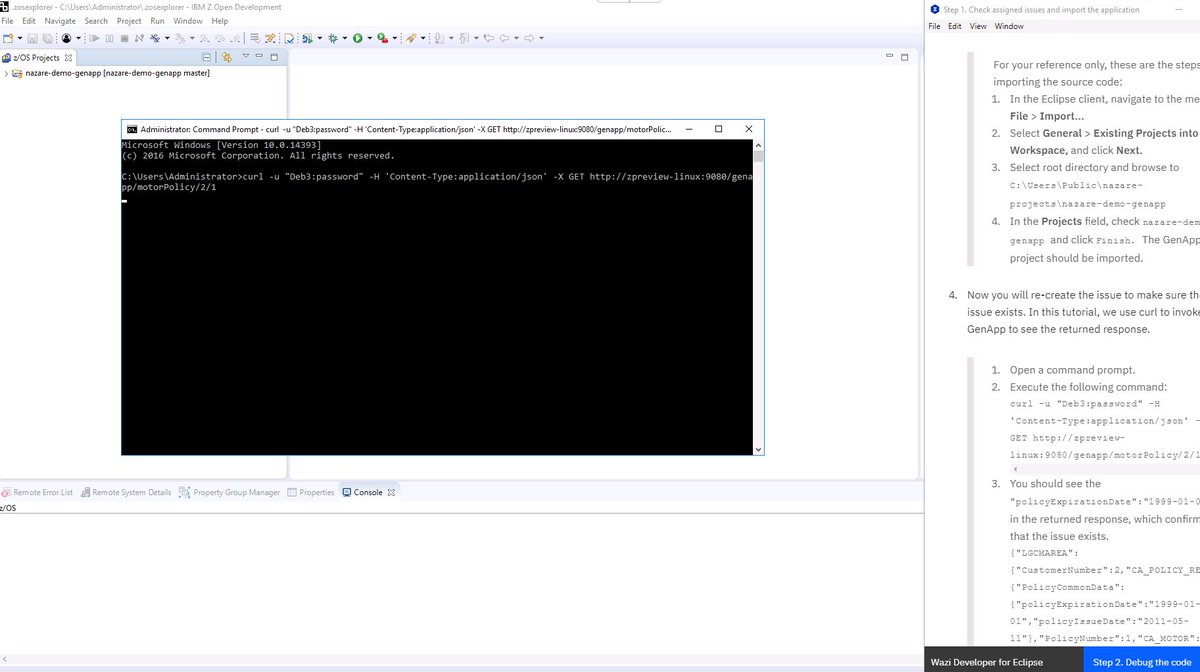 .zosexplorer - C:\Users\Administrator\.zosexplorer - IBM Z Open Development
File Edit Navigate Search Project Run Window Help
z/OS Projects
nazare-demo-genapp [nazare-demo-genapp master]
Administrator: Command Prompt - curl -u "Deb3:password" -H 'Content-Type:application/json' -X GET http://zpreview-linux:9080/genapp/motorPolic...
Microsoft Windows [Version 10.0.14393]
(c) 2016 Microsoft Corporation. All rights reserved.
C:\Users\Administrator>curl -u "Deb3:password" -H 'Content-Type:application/json' -X GET http://zpreview-linux:9080/gena
pp/motorPolicy/2/1
Remote Error List Remote System Details Property Group Manager Properties Console
z/OS
Step 1. Check assigned issues and import the application
File Edit View Window
For your reference only, these are the steps
importing the source code:
1. In the Eclipse client, navigate to the me
File > Import...
2. Select General > Existing Projects into
Workspace, and click Next.
3. Select root directory and browse to
C:\Users\Public\nazare-
projects\nazare-demo-genapp
4. In the Projects field, check nazare-dem
genapp and click Finish. The GenApp
project should be imported.
4. Now you will re-create the issue to make sure th
issue exists. In this tutorial, we use curl to invoke
GenApp to see the returned response.
1. Open a command prompt.
2. Execute the following command:
curl -u "Deb3:password" -H
'Content-Type:application/json' -
GET http://zpreview-
linux:9080/genapp/motorPolicy/2/1
3. You should see the
"policyExpirationDate":"1999-01-0
in the returned response, which confirm
that the issue exists.
{"LGCMAREA":
{"CustomerNumber":2,"CA_POLICY_RE
{"PolicyCommonData":
{"policyExpirationDate":"1999-01-
01","policyIssueDate":"2011-05-
11"},"PolicyNumber":1,"CA_MOTOR":
Wazi Developer for Eclipse
Step 2. Debug the code